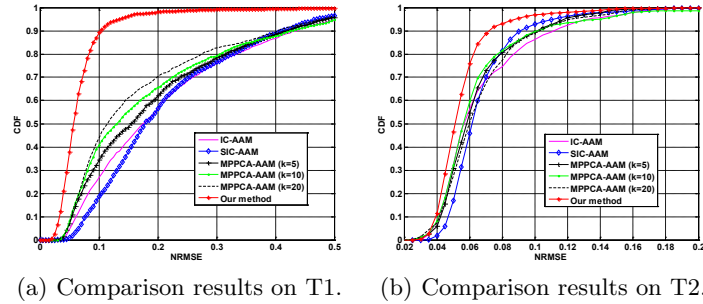 1
0.9
0.8
0.7
0.6
0.5
0.4
0.3
0.2
0.1
0
CDF
IC-AAM
SIC-AAM
MPPCA-AAM (k=5)
MPPCA-AAM (k=10)
MPPCA-AAM (k=20)
Our method
0 0.1 0.2 0.3 0.4 0.5
NRMSE
(a) Comparison results on T1.
1
0.9
0.8
0.7
0.6
0.5
0.4
0.3
0.2
0.1
0
CDF
IC-AAM
SIC-AAM
MPPCA-AAM (k=5)
MPPCA-AAM (k=10)
MPPCA-AAM (k=20)
Our method
0.02 0.04 0.06 0.08 0.1 0.12 0.14 0.16 0.18 0.2
NRMSE
(b) Comparison results on T2.